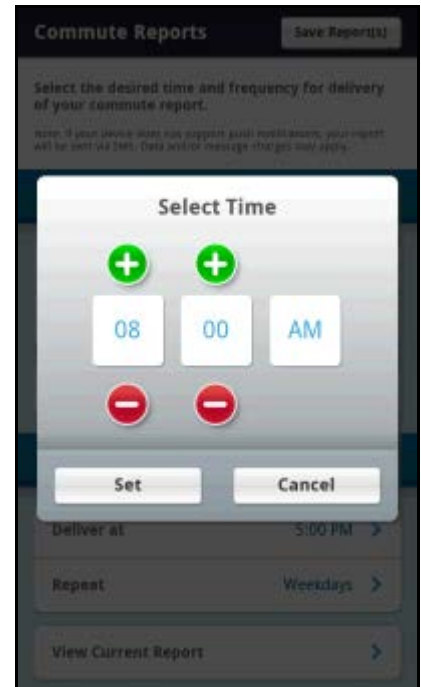 Commute Reports
Save Report(s)
Select the desired time and frequency for delivery
of your commute report.
Note: If your device does not support push notifications, your report
will be sent via SMS. Data and/or message charges may apply.
Select Time
08 00 AM
Set Cancel
Deliver at 5:00 PM
Repeat Weekdays
View Current Report